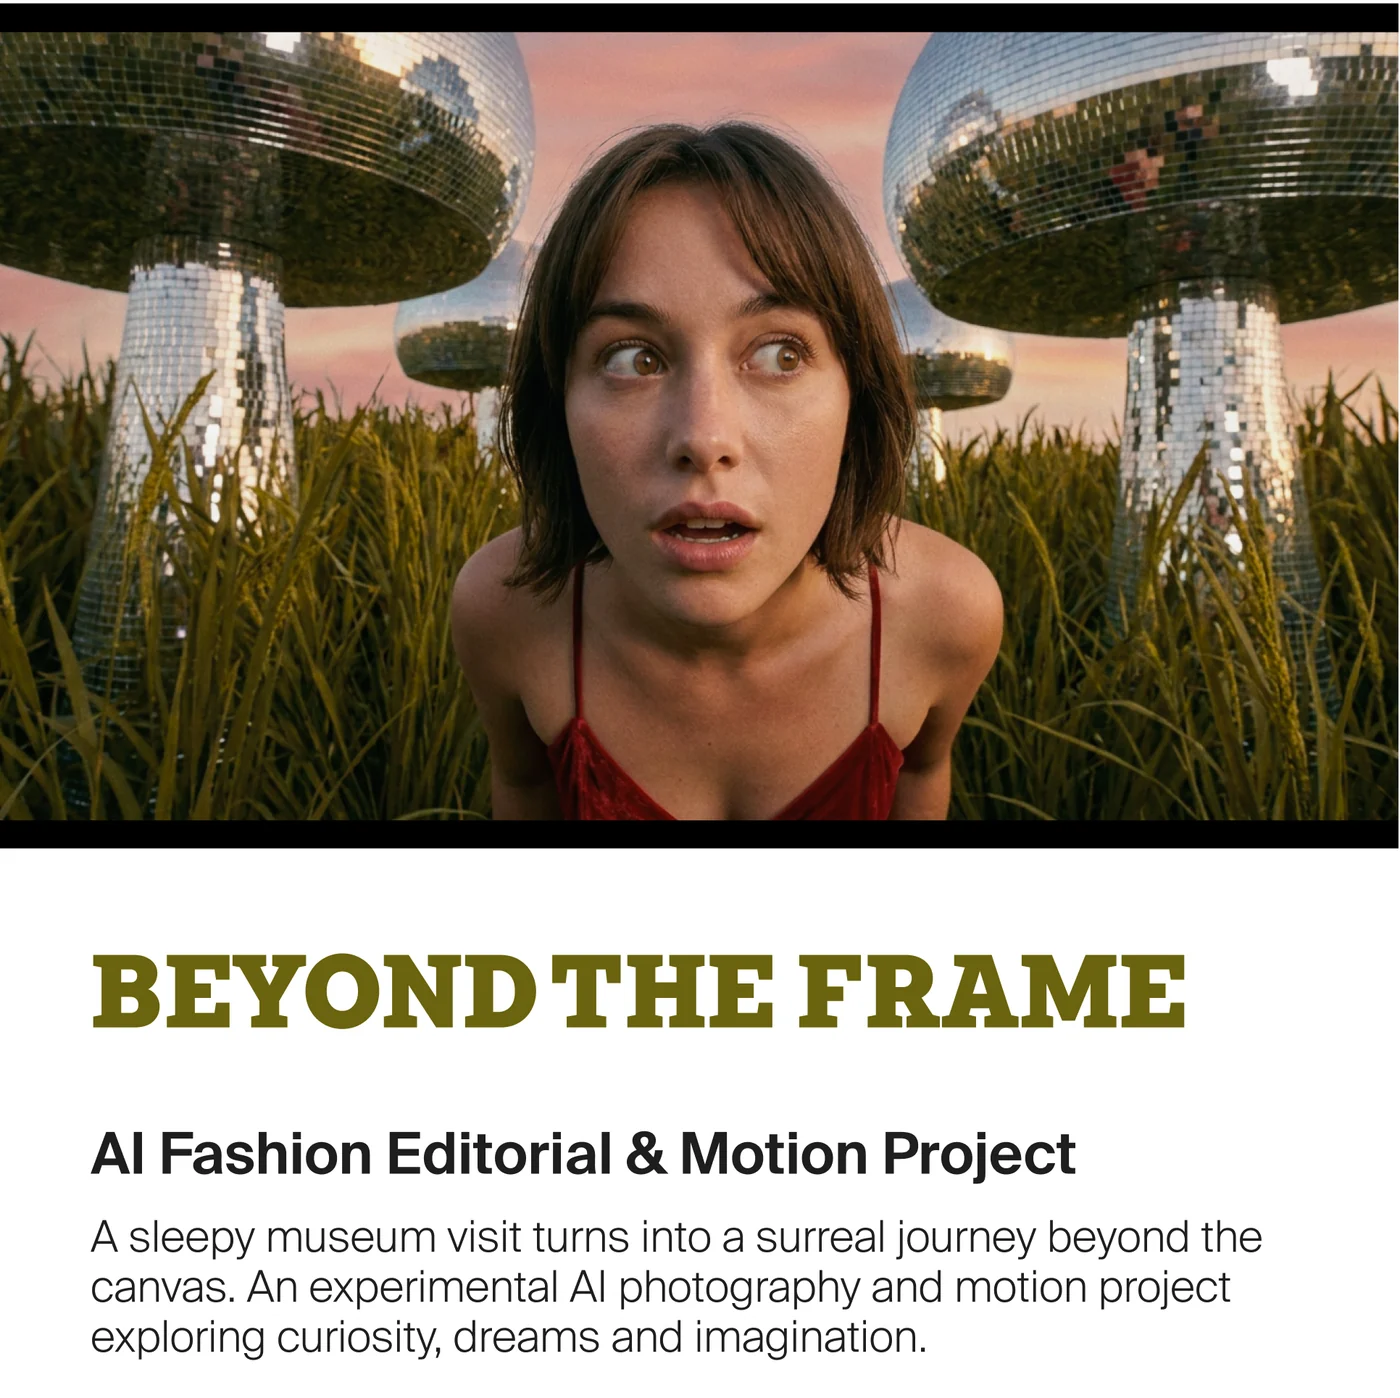 BEYOND THE FRAME
AI Fashion Editorial & Motion Project
A sleepy museum visit turns into a surreal journey beyond the
canvas. An experimental AI photography and motion project
exploring curiosity, dreams and imagination.